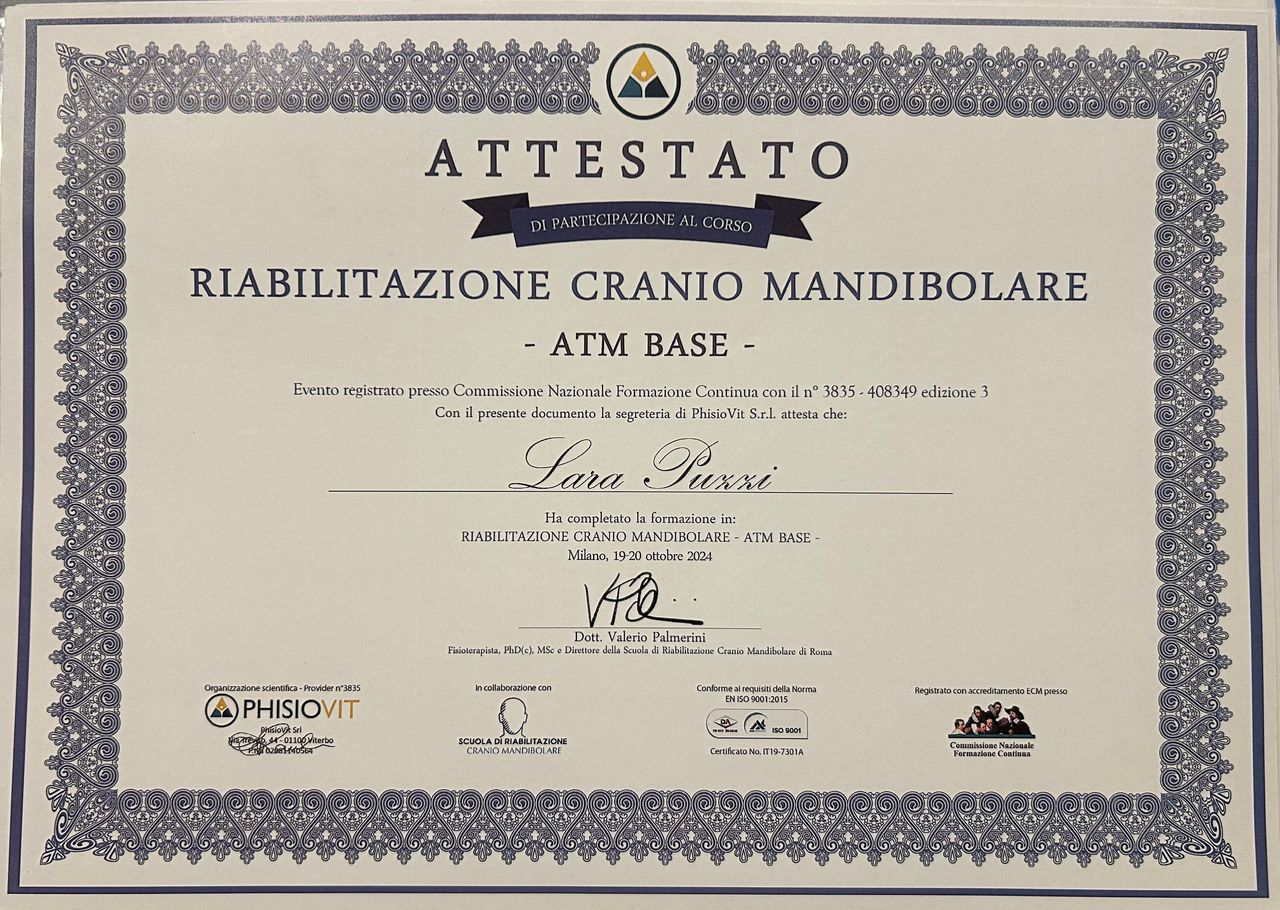 ATTESTATO
DI PARTECIPAZIONE AL CORSO
RIABILITAZIONE CRANIO MANDIBOLARE
- ATM BASE -
Evento registrato presso Commissione Nazionale Formazione Continua con il n° 3835 - 408349 edizione 3
Con il presente documento la segreteria di PhisioVit S.r.l. attesta che:
Lara Puzzi
Ha completato la formazione in:
RIABILITAZIONE CRANIO MANDIBOLARE - ATM BASE -
Milano, 19-20 ottobre 2024
Dott. Valerio Palmerini
Fisioterapista, PhD(c), MSc e Direttore della Scuola di Riabilitazione Cranio Mandibolare di Roma
Organizzazione scientifica - Provider n°3835
PHISIOVIT
PhisioVit Srl
44 - 01100 Viterbo
In collaborazione con
SCUOLA DI RIABILITAZIONE
CRANIO MANDIBOLARE
Conforme ai requisiti della Norma
EN ISO 9001:2015
ISO 9001
Certificato No. IT19-7301A
Registrato con accreditamento ECM presso
Commissione Nazionale
Formazione Continua